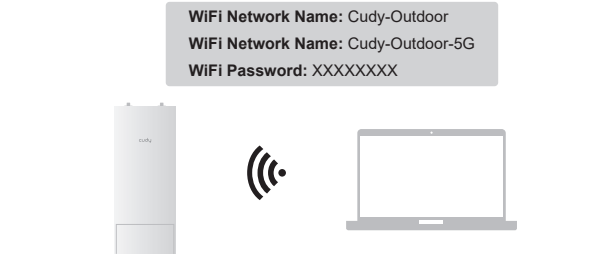 WiFi Network Name: Cudy-Outdoor
WiFi Network Name: Cudy-Outdoor-5G
WiFi Password: XXXXXXXX
cudy